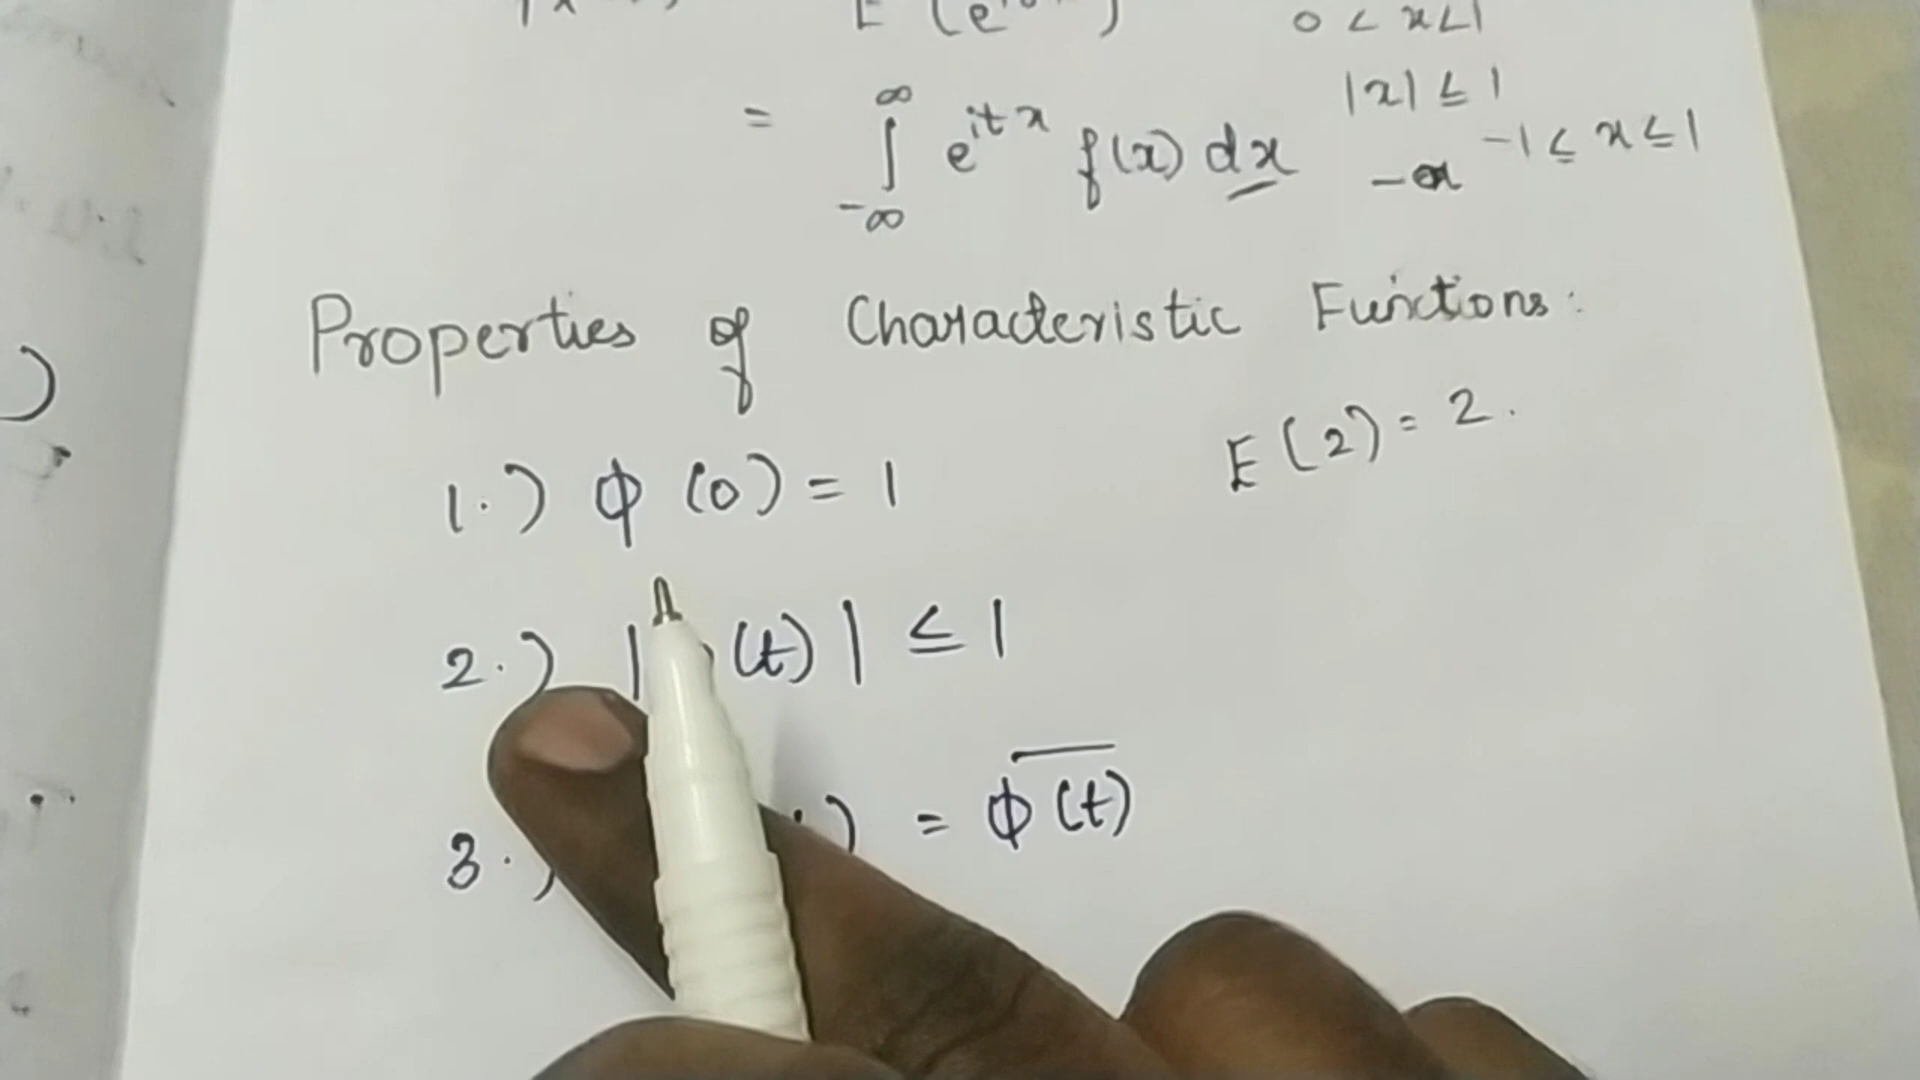 0 < x < 1
|x| ≤ 1
= ∫_{-∞}^{∞} e^{itx} f(x) dx -1 ≤ x ≤ 1
Properties of Characteristic Functions:
E(2) = 2.
1.) ϕ(0) = 1
2.) | (t) | ≤ 1
3.) ) = \overline{ϕ(t)}